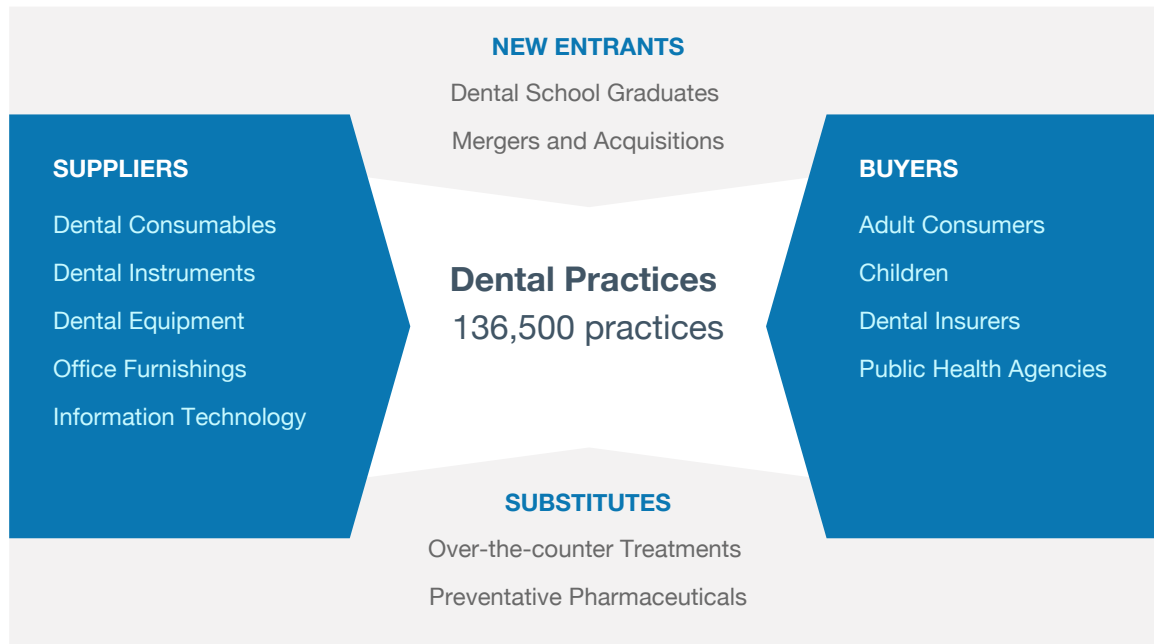 NEW ENTRANTS
Dental School Graduates
Mergers and Acquisitions
SUPPLIERS
Dental Consumables
Dental Instruments
Dental Equipment
Office Furnishings
Information Technology
Dental Practices
136,500 practices
BUYERS
Adult Consumers
Children
Dental Insurers
Public Health Agencies
SUBSTITUTES
Over-the-counter Treatments
Preventative Pharmaceuticals